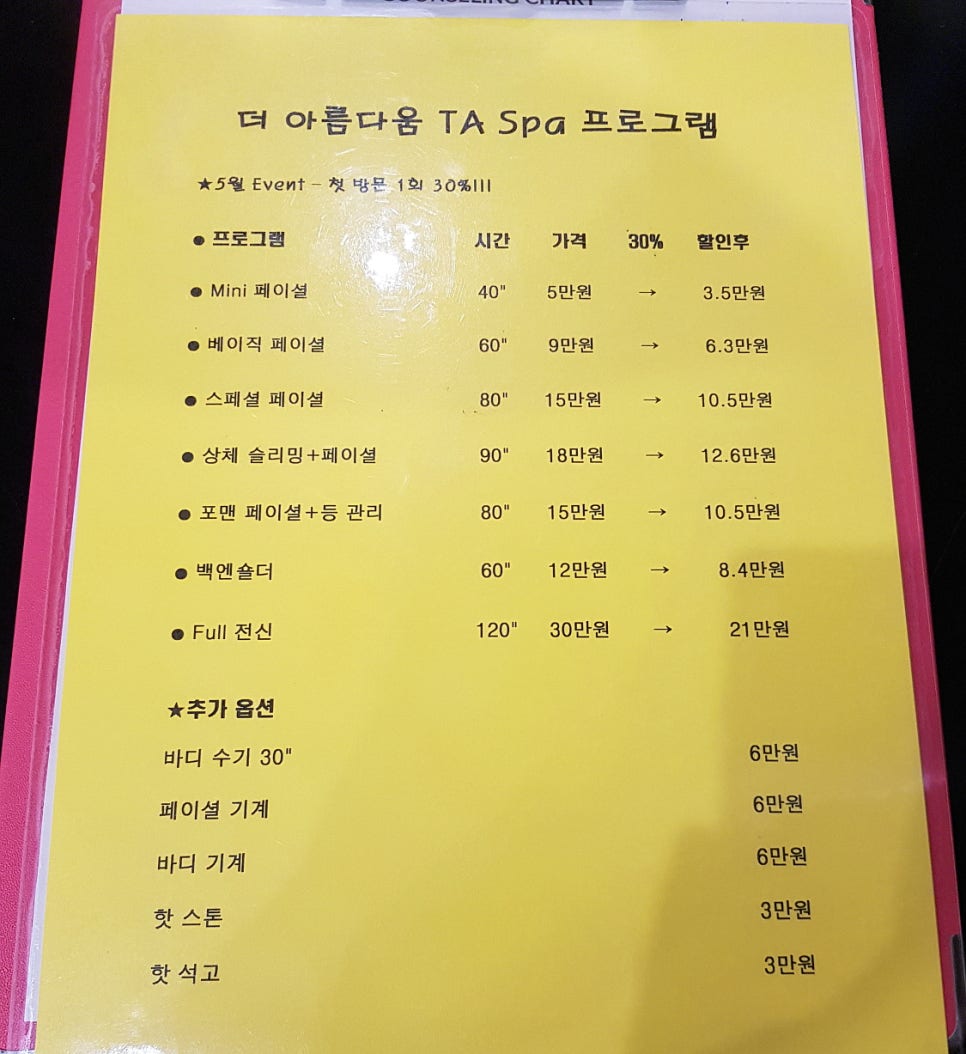 COUNSELING CHART
더 아름다움 TA Spa 프로그램
★5월 Event - 첫 방문 1회 30%!!!
● 프로그램 시간 가격 30% 할인후
● Mini 페이셜 40" 5만원 → 3.5만원
● 베이직 페이셜 60" 9만원 → 6.3만원
● 스페셜 페이셜 80" 15만원 → 10.5만원
● 상체 슬리밍+페이셜 90" 18만원 → 12.6만원
● 포맨 페이셜+등 관리 80" 15만원 → 10.5만원
● 백엔숄더 60" 12만원 → 8.4만원
● Full 전신 120" 30만원 → 21만원
★추가 옵션
바디 수기 30" 6만원
페이셜 기계 6만원
바디 기계 6만원
핫 스톤 3만원
핫 석고 3만원